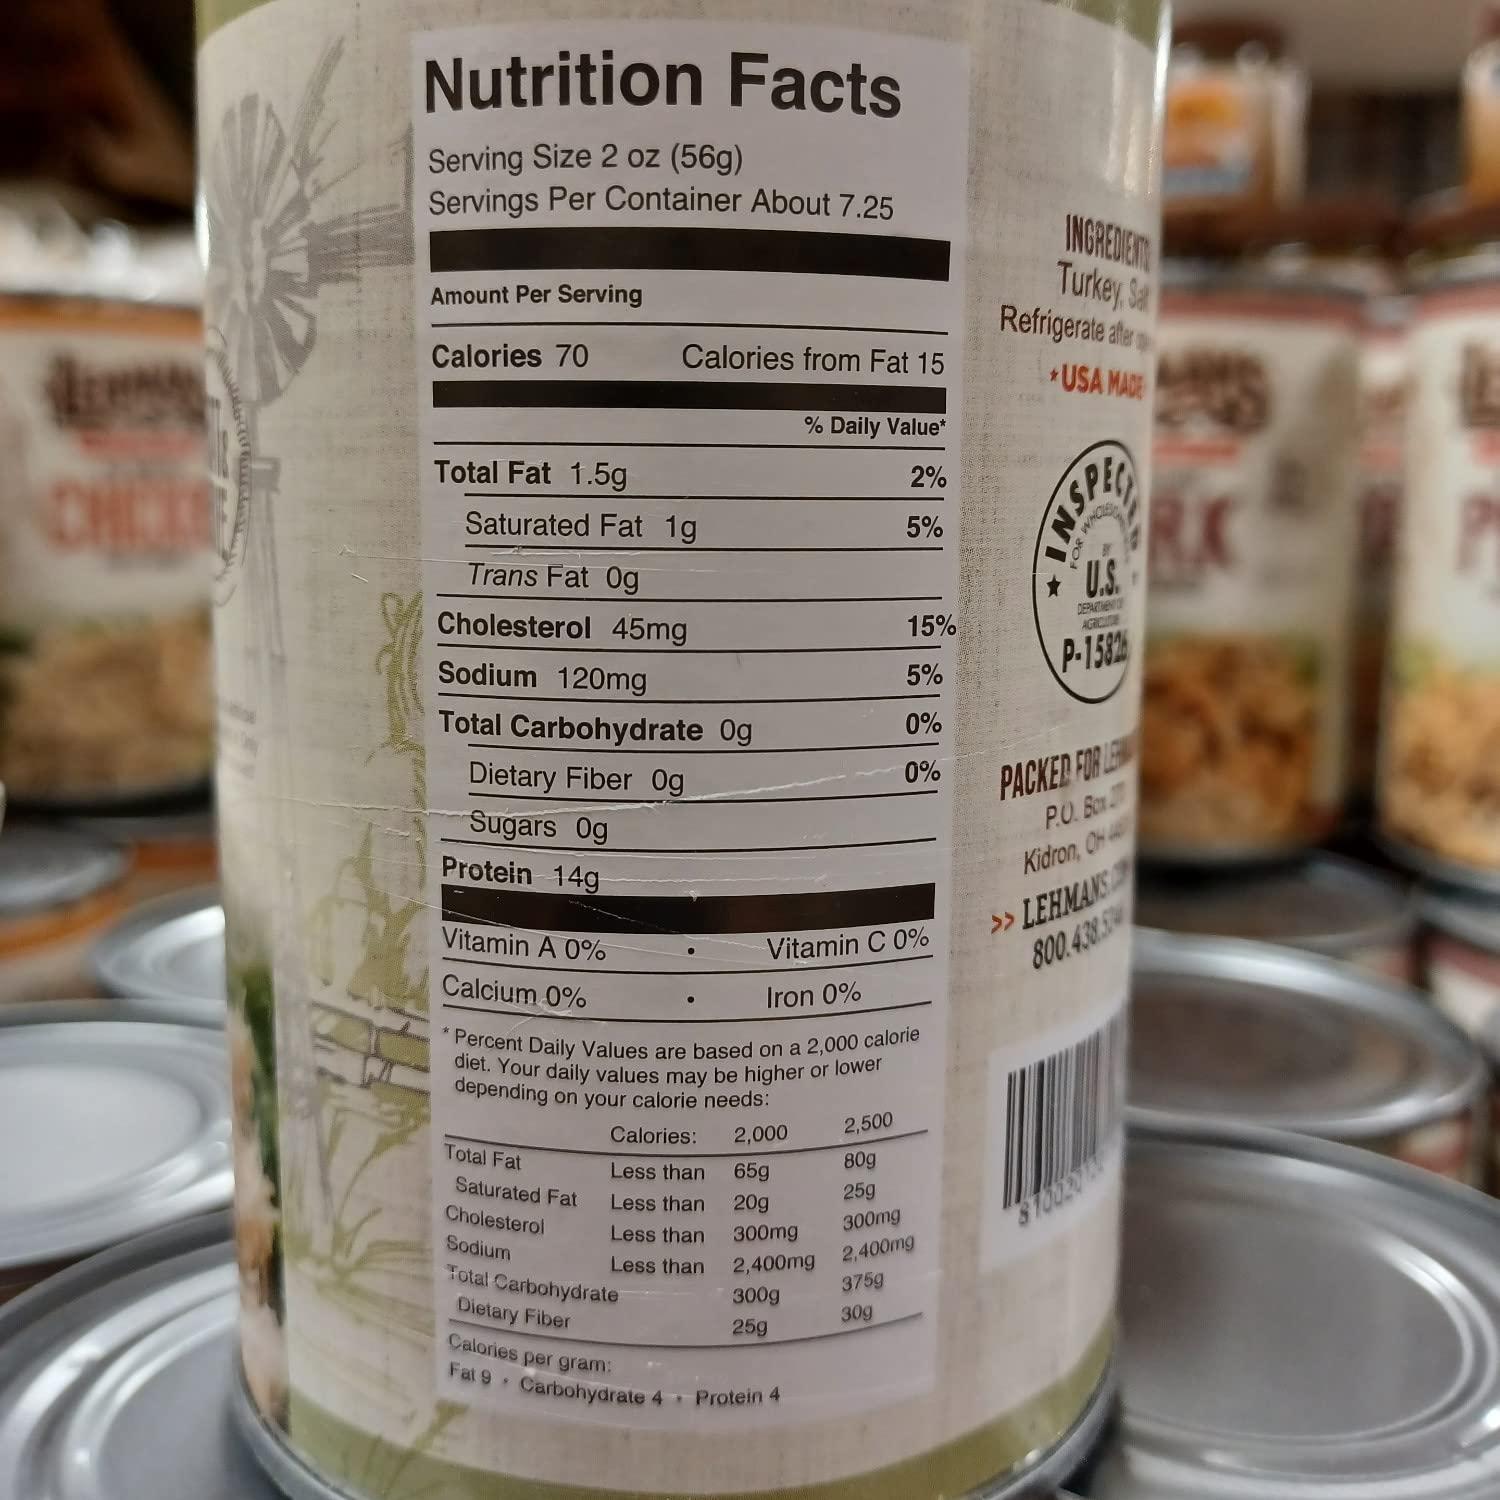 Nutrition Facts
Serving Size 2 oz (56g)
Servings Per Container About 7.25
Amount Per Serving
Calories 70 Calories from Fat 15
% Daily Value*
Total Fat 1.5g 2%
Saturated Fat 1g 5%
Trans Fat 0g
Cholesterol 45mg 15%
Sodium 120mg 5%
Total Carbohydrate 0g 0%
Dietary Fiber 0g 0%
Sugars 0g
Protein 14g
Vitamin A 0% • Vitamin C 0%
Calcium 0% • Iron 0%
* Percent Daily Values are based on a 2,000 calorie
diet. Your daily values may be higher or lower
depending on your calorie needs:
Calories: 2,000 2,500
Total Fat Less than 65g 80g
Saturated Fat Less than 20g 25g
Cholesterol Less than 300mg 300mg
Sodium Less than 2,400mg 2,400mg
Total Carbohydrate 300g 375g
Dietary Fiber 25g 30g
Calories per gram:
Fat 9 • Carbohydrate 4 • Protein 4
INGREDIENTS
Turkey,
Refrigerate after
*USA MADE
INSPECTED
FOR
BY
U.S.
DEPARTMENT OF
AGRICULTURE
P-15826
PACKED FOR
P.O. Box
Kidron, OH
>> LEHMANS
800.438.